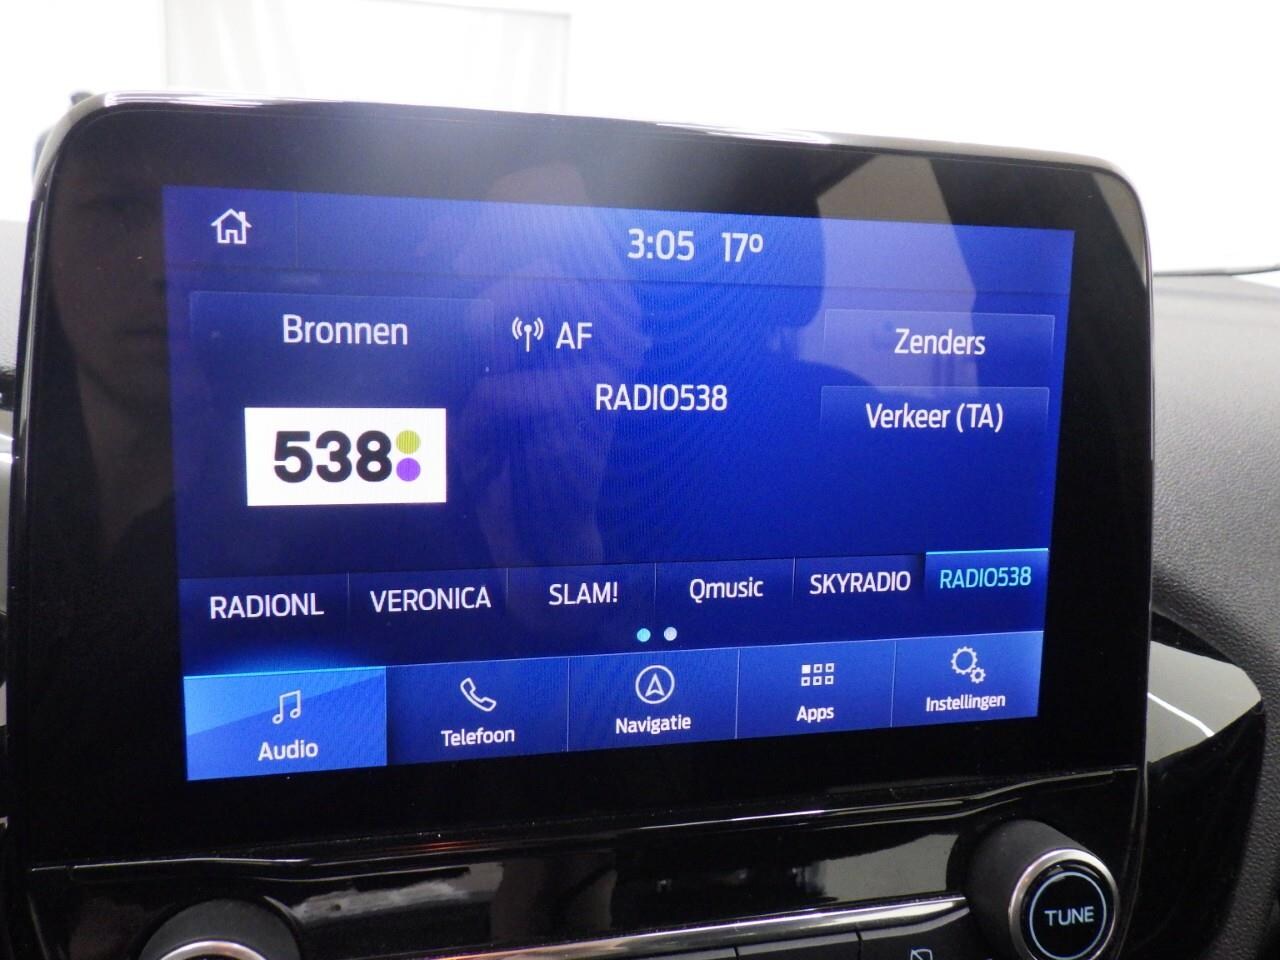 3:05 17º
Bronnen
AF
Zenders
RADIO538
Verkeer (TA)
538
RADIONL
VERONICA
SLAM!
Qmusic
SKYRADIO
RADIO538
Audio
Telefoon
Navigatie
Apps
Instellingen
TUNE